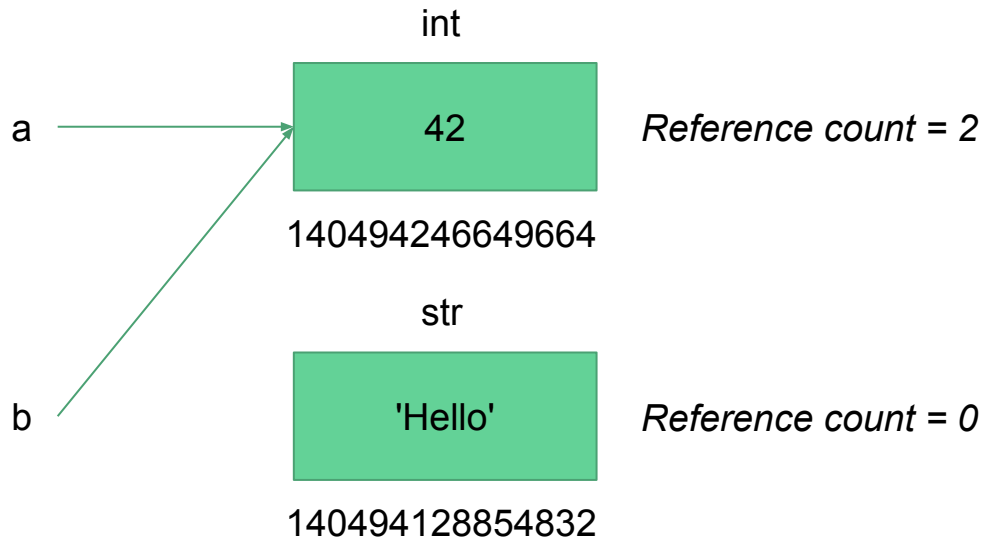 int
a
42
Reference count = 2
140494246649664
str
b
'Hello'
Reference count = 0
140494128854832